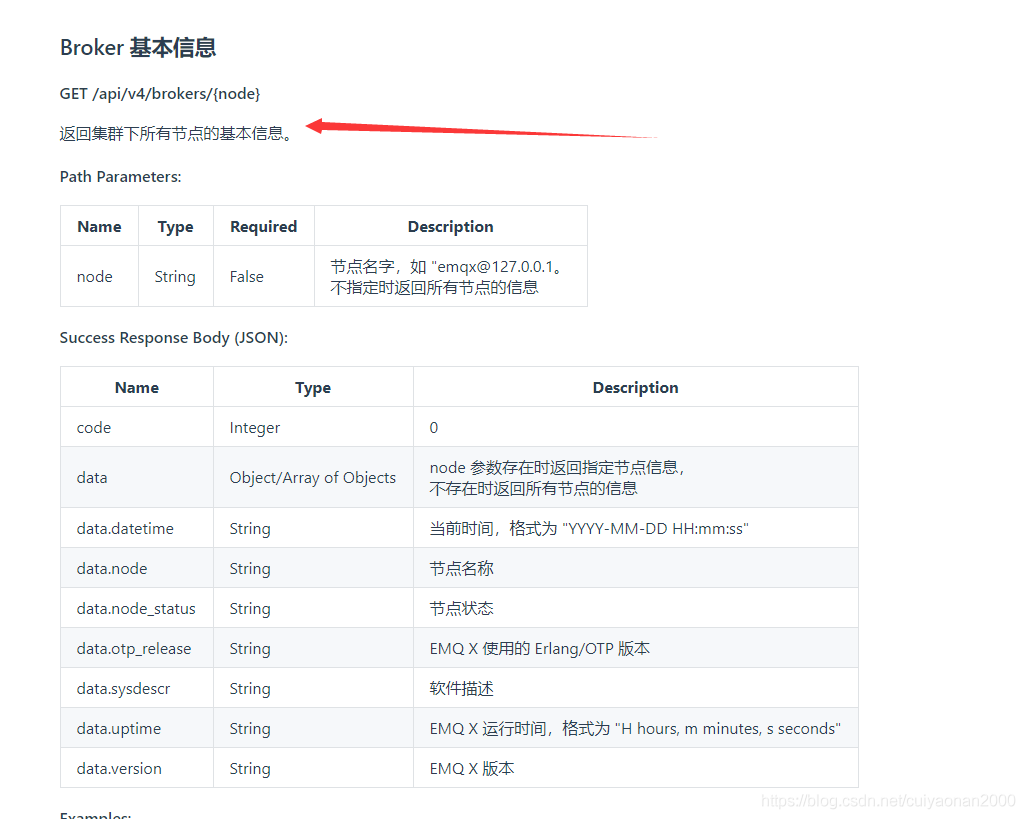 Broker 基本信息
GET /api/v4/brokers/{node}
返回集群下所有节点的基本信息。
Path Parameters:
Name Type Required Description
node String False 节点名字，如 "emqx@127.0.0.1。
不指定时返回所有节点的信息
Success Response Body (JSON):
Name Type Description
code Integer 0
data Object/Array of Objects node 参数存在时返回指定节点信息，
不存在时返回所有节点的信息
data.datetime String 当前时间，格式为 "YYYY-MM-DD HH:mm:ss"
data.node String 节点名称
data.node_status String 节点状态
data.otp_release String EMQ X 使用的 Erlang/OTP 版本
data.sysdescr String 软件描述
data.uptime String EMQ X 运行时间，格式为 "H hours, m minutes, s seconds"
data.version String EMQ X 版本
https://blog.csdn.net/cuiyaonan2000
Examples: